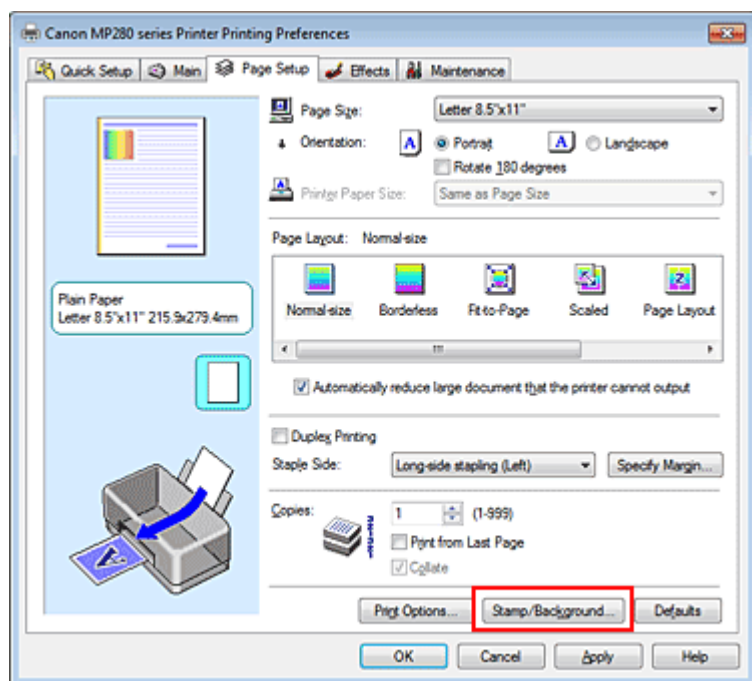 Canon MP280 series Printer Printing Preferences
Quick Setup Main Page Setup Effects Maintenance
Page Size: Letter 8.5"x11"
Orientation: A Portrait A Landscape
Rotate 180 degrees
Printer Paper Size: Same as Page Size
Page Layout: Normal-size
Normal-size Borderless Fit-to-Page Scaled Page Layout
Plain Paper
Letter 8.5"x11" 215.9x279.4mm
Automatically reduce large document that the printer cannot output
Duplex Printing
Staple Side: Long-side stapling (Left) Specify Margin...
Copies: 1 (1-999)
Print from Last Page
Collate
Print Options... Stamp/Background... Defaults
OK Cancel Apply Help